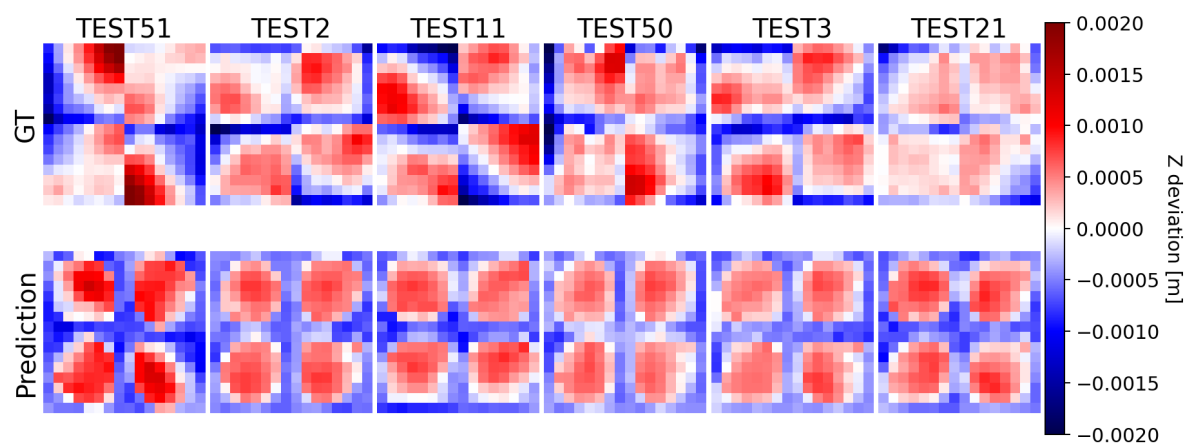 TEST51 TEST2 TEST11 TEST50 TEST3 TEST21
GT
Prediction
0.0020
0.0015
0.0010
0.0005
0.0000
−0.0005
−0.0010
−0.0015
−0.0020
Z deviation [m]